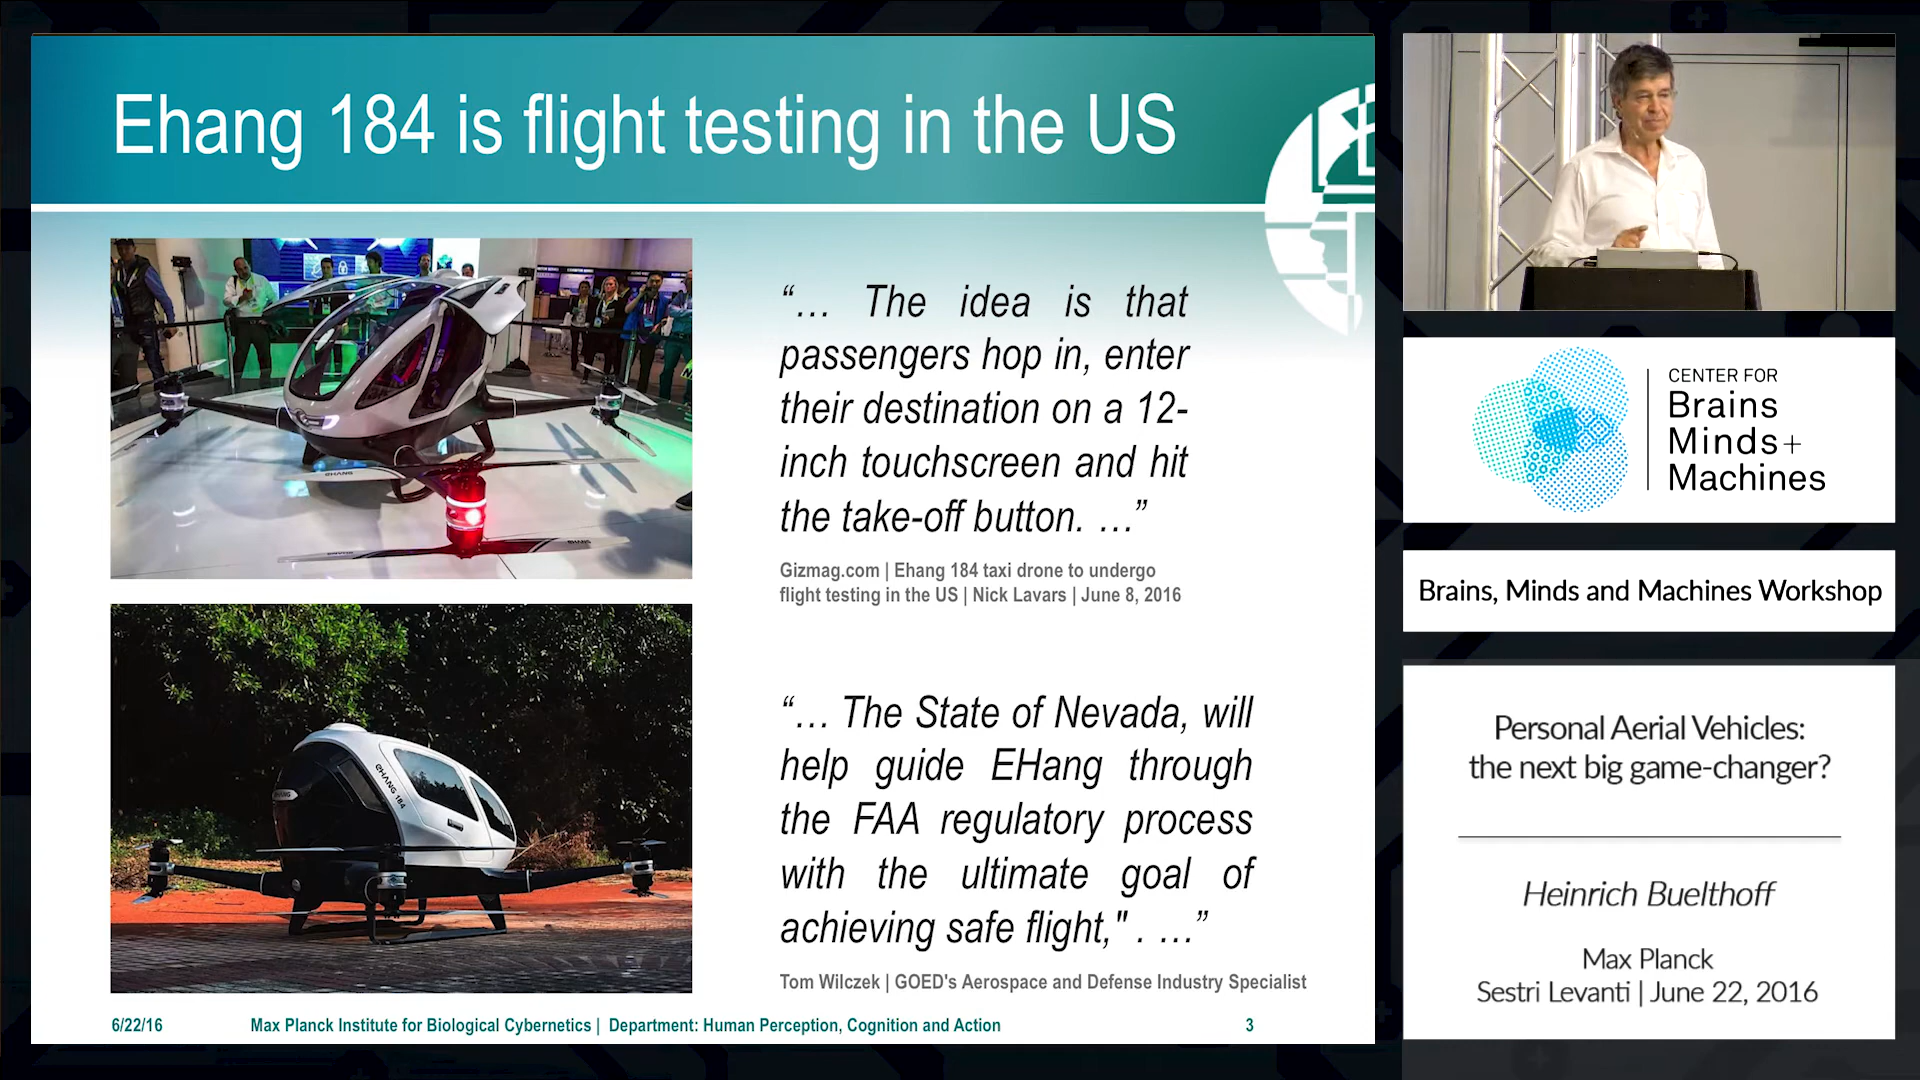 Ehang 184 is flight testing in the US
“… The idea is that
passengers hop in, enter
their destination on a 12-
inch touchscreen and hit
the take-off button. …”
Gizmag.com | Ehang 184 taxi drone to undergo
flight testing in the US | Nick Lavars | June 8, 2016
“… The State of Nevada, will
help guide EHang through
the FAA regulatory process
with the ultimate goal of
achieving safe flight," . …”
Tom Wilczek | GOED's Aerospace and Defense Industry Specialist
EHANG
EHANG 184
EHANG
6/22/16
Max Planck Institute for Biological Cybernetics | Department: Human Perception, Cognition and Action
3
CENTER FOR
Brains
Minds+
Machines
Brains, Minds and Machines Workshop
Personal Aerial Vehicles:
the next big game-changer?
Heinrich Buelthoff
Max Planck
Sestri Levanti | June 22, 2016